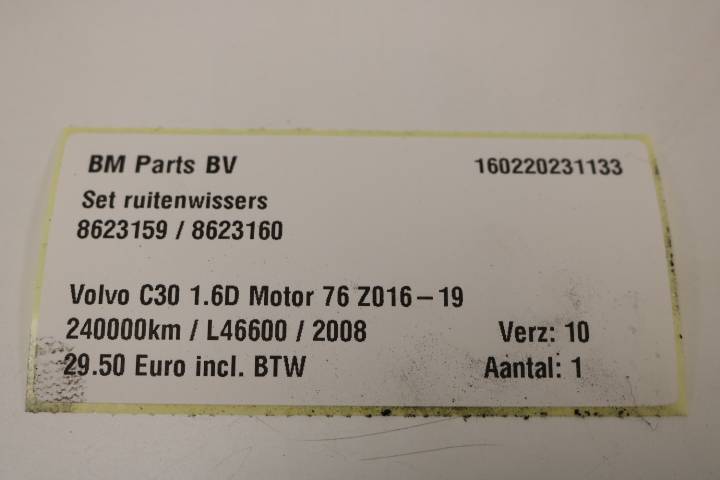 BM Parts BV 160220231133
Set ruitenwissers
8623159 / 8623160
Volvo C30 1.6D Motor 76 Z016-19
240000km / L46600 / 2008 Verz: 10
29.50 Euro incl. BTW Aantal: 1